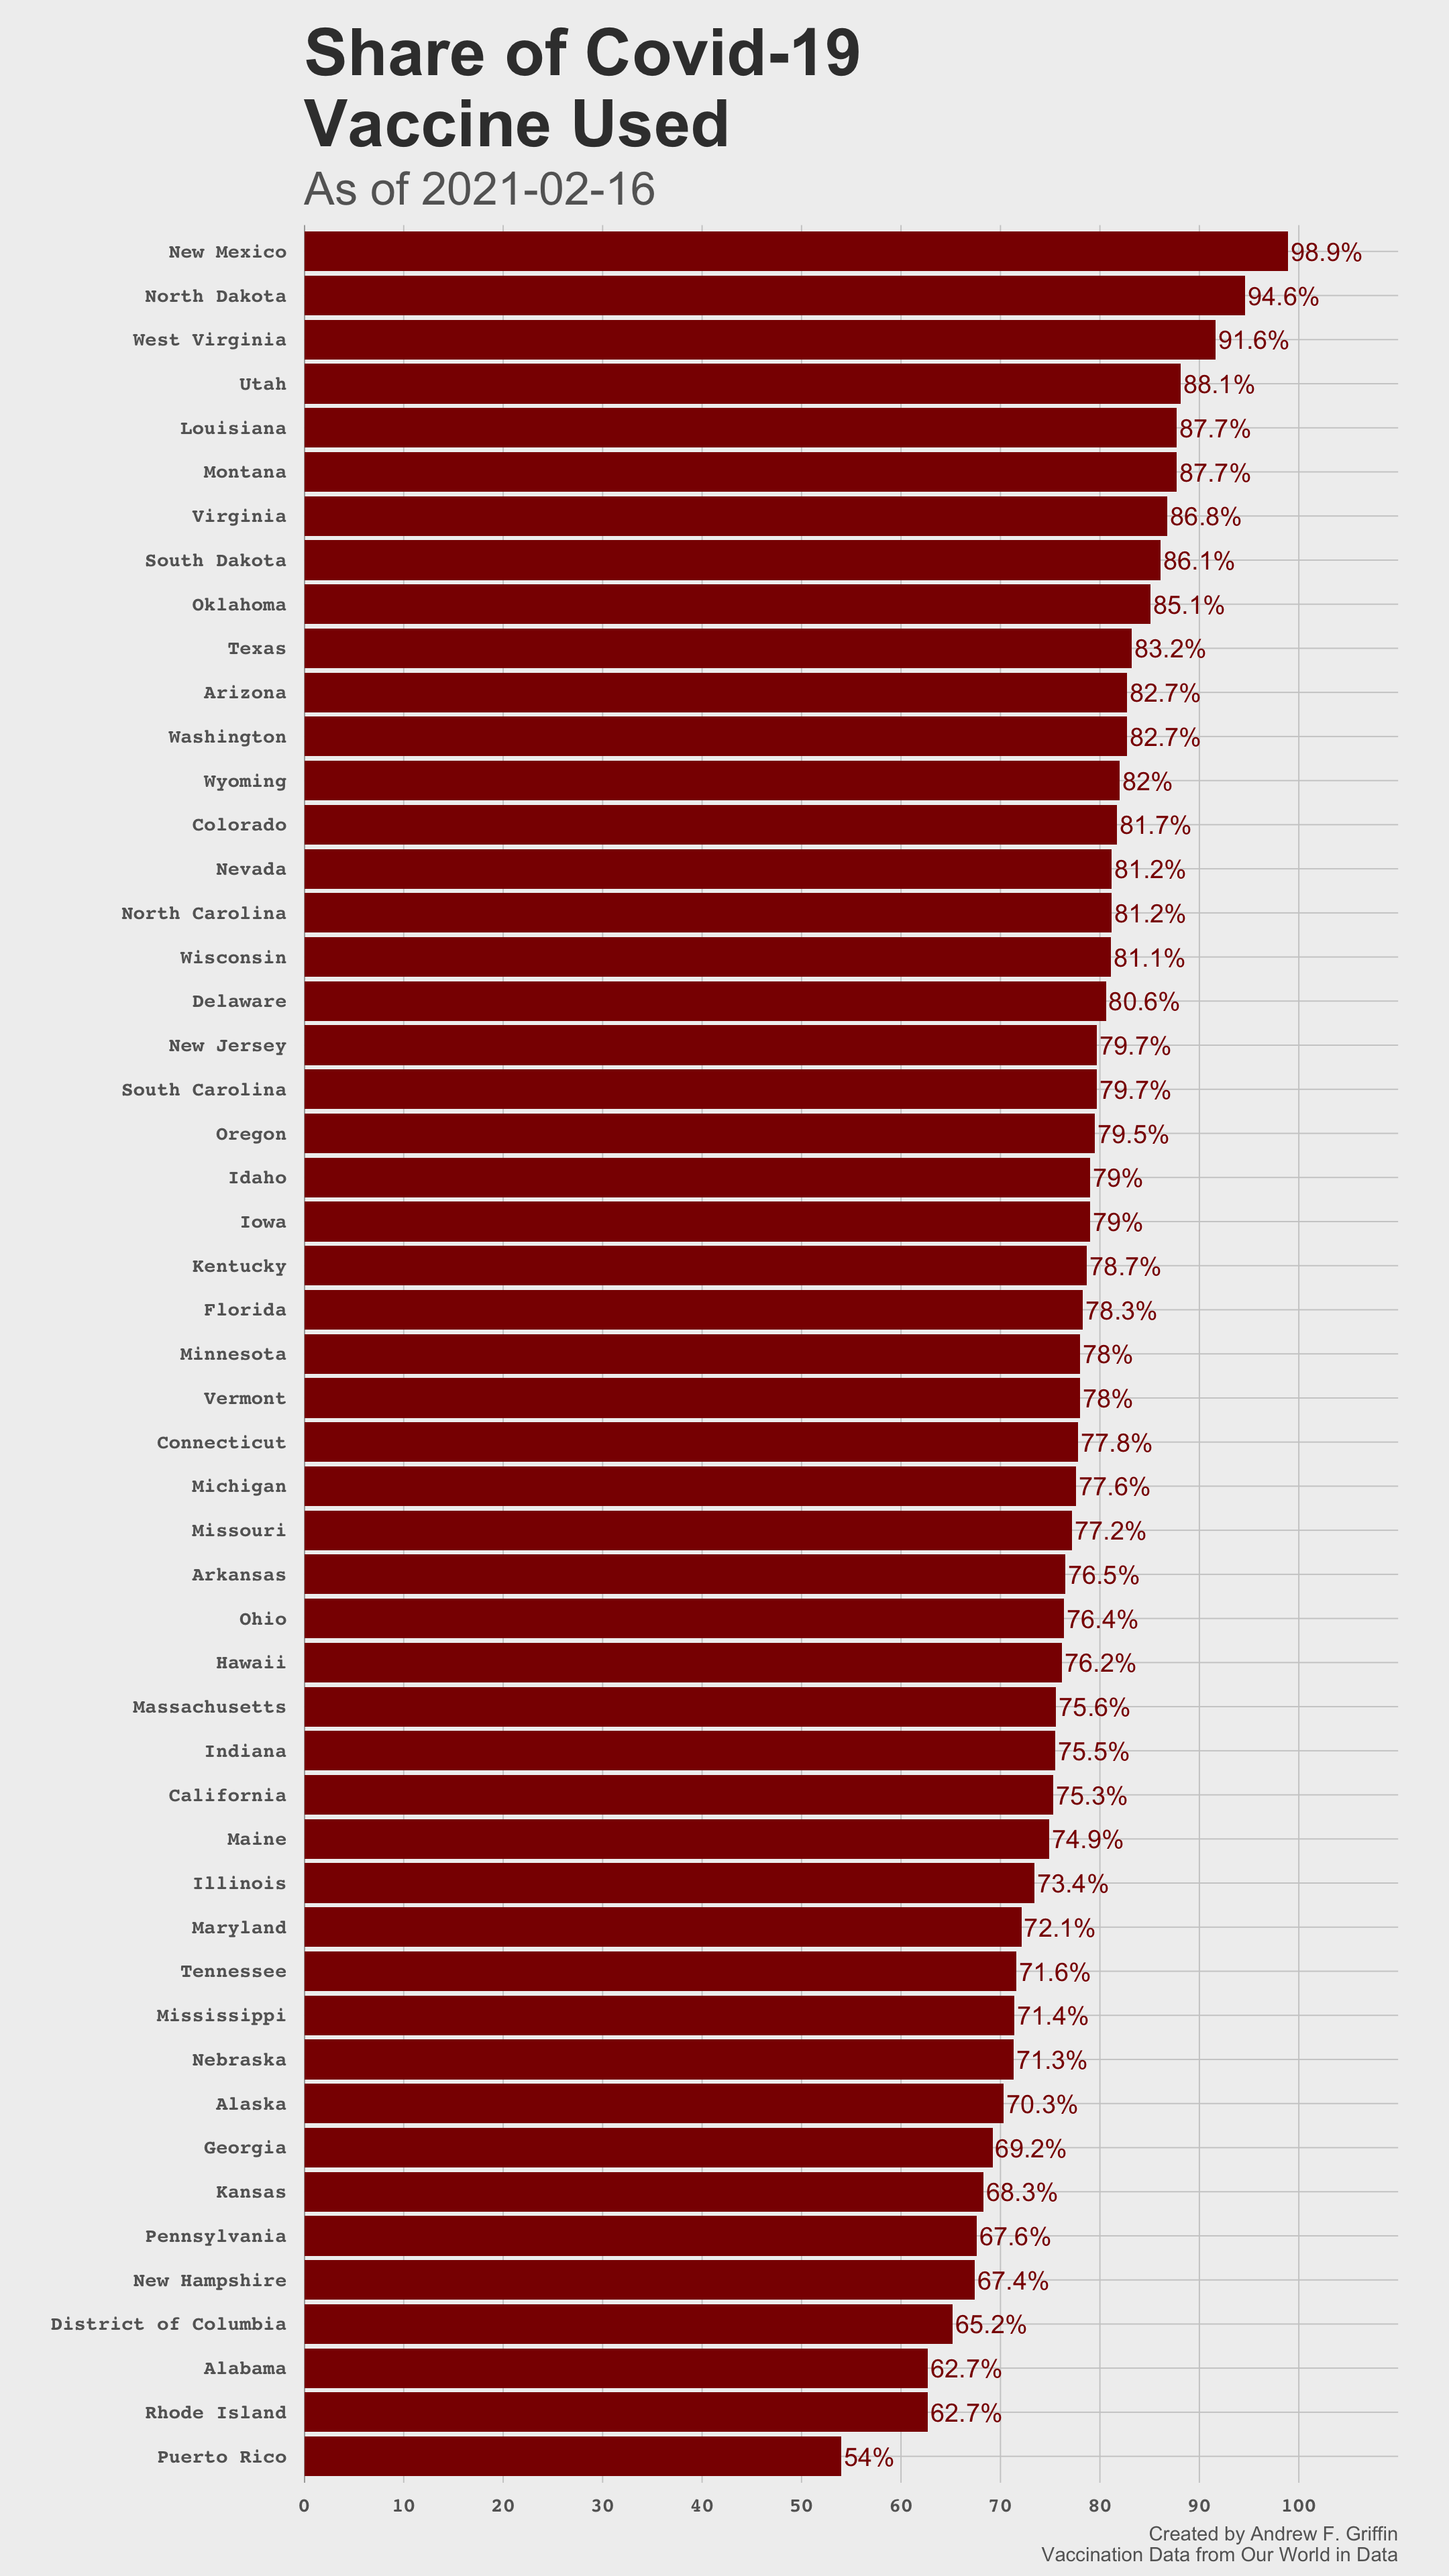 Share of Covid-19
Vaccine Used
As of 2021-02-16
New Mexico 98.9%
North Dakota 94.6%
West Virginia 91.6%
Utah 88.1%
Louisiana 87.7%
Montana 87.7%
Virginia 86.8%
South Dakota 86.1%
Oklahoma 85.1%
Texas 83.2%
Arizona 82.7%
Washington 82.7%
Wyoming 82%
Colorado 81.7%
Nevada 81.2%
North Carolina 81.2%
Wisconsin 81.1%
Delaware 80.6%
New Jersey 79.7%
South Carolina 79.7%
Oregon 79.5%
Idaho 79%
Iowa 79%
Kentucky 78.7%
Florida 78.3%
Minnesota 78%
Vermont 78%
Connecticut 77.8%
Michigan 77.6%
Missouri 77.2%
Arkansas 76.5%
Ohio 76.4%
Hawaii 76.2%
Massachusetts 75.6%
Indiana 75.5%
California 75.3%
Maine 74.9%
Illinois 73.4%
Maryland 72.1%
Tennessee 71.6%
Mississippi 71.4%
Nebraska 71.3%
Alaska 70.3%
Georgia 69.2%
Kansas 68.3%
Pennsylvania 67.6%
New Hampshire 67.4%
District of Columbia 65.2%
Alabama 62.7%
Rhode Island 62.7%
Puerto Rico 54%
0 10 20 30 40 50 60 70 80 90 100
Created by Andrew F. Griffin
Vaccination Data from Our World in Data